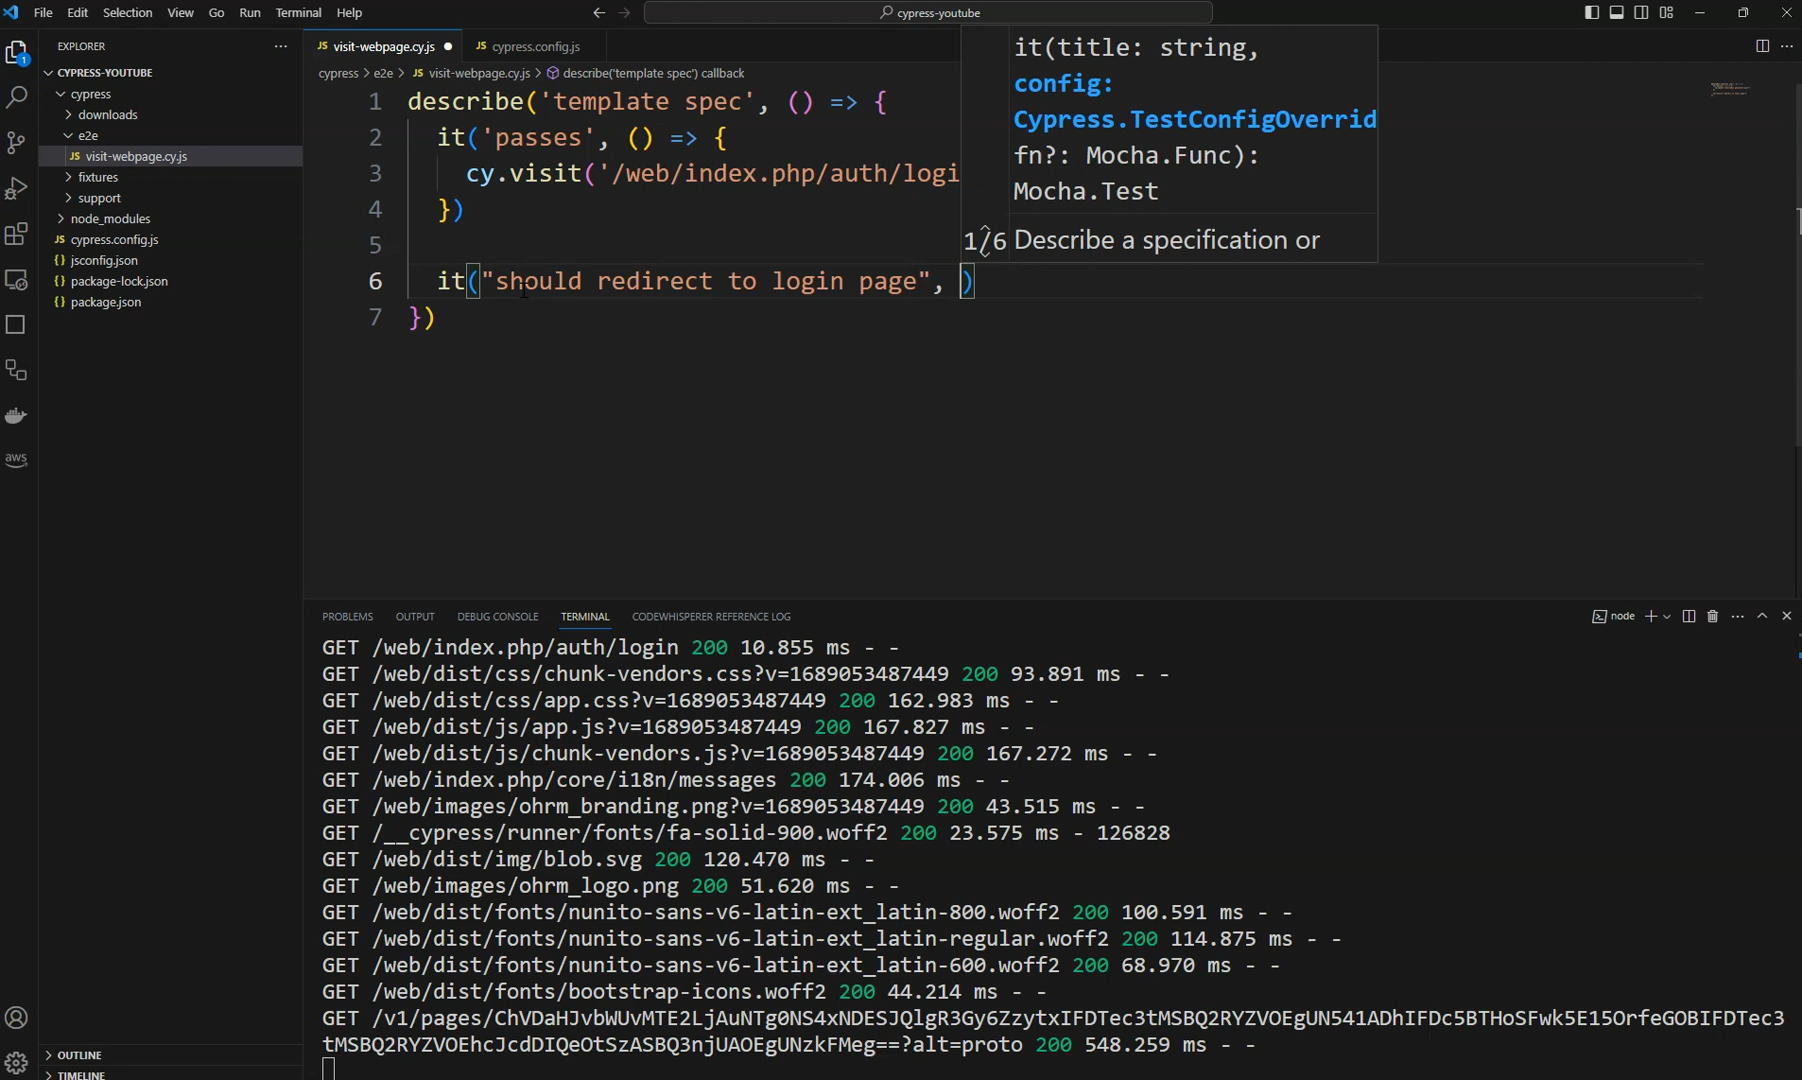 File Edit Selection View Go Run Terminal Help
cypress-youtube
EXPLORER
visit-webpage.cy.js
cypress.config.js
1
CYPRESS-YOUTUBE
cypress
downloads
e2e
visit-webpage.cy.js
fixtures
support
node_modules
cypress.config.js
jsconfig.json
package-lock.json
package.json
aws
OUTLINE
TIMELINE
cypress > e2e > JS visit-webpage.cy.js > describe('template spec') callback
1 describe('template spec', () => {
2 it('passes', () => {
3 cy.visit('/web/index.php/auth/logi
4 })
5
6 it("should redirect to login page", )
7 })
it(title: string,
config:
Cypress.TestConfigOverrid
fn?: Mocha.Func):
Mocha.Test
1/6 Describe a specification or
PROBLEMS OUTPUT DEBUG CONSOLE TERMINAL CODEWHISPERER REFERENCE LOG
node
GET /web/index.php/auth/login 200 10.855 ms - -
GET /web/dist/css/chunk-vendors.css?v=1689053487449 200 93.891 ms - -
GET /web/dist/css/app.css?v=1689053487449 200 162.983 ms - -
GET /web/dist/js/app.js?v=1689053487449 200 167.827 ms - -
GET /web/dist/js/chunk-vendors.js?v=1689053487449 200 167.272 ms - -
GET /web/index.php/core/i18n/messages 200 174.006 ms - -
GET /web/images/ohrm_branding.png?v=1689053487449 200 43.515 ms - -
GET /__cypress/runner/fonts/fa-solid-900.woff2 200 23.575 ms - 126828
GET /web/dist/img/blob.svg 200 120.470 ms - -
GET /web/images/ohrm_logo.png 200 51.620 ms - -
GET /web/dist/fonts/nunito-sans-v6-latin-ext_latin-800.woff2 200 100.591 ms - -
GET /web/dist/fonts/nunito-sans-v6-latin-ext_latin-regular.woff2 200 114.875 ms - -
GET /web/dist/fonts/nunito-sans-v6-latin-ext_latin-600.woff2 200 68.970 ms - -
GET /web/dist/fonts/bootstrap-icons.woff2 200 44.214 ms - -
GET /v1/pages/ChVDaHJvbWUvMTE2LjAuNTg0NS4xNDESJQlgR3Gy6ZzytxIFDTec3tMSBQ2RYZVOEgUN541ADhIFDc5BTHoSFwk5E15OrfeGOBIFDTec3
tMSBQ2RYZVOEhcJcdDIQeOtSzASBQ3njUAOEgUNzkFMeg==?alt=proto 200 548.259 ms - -